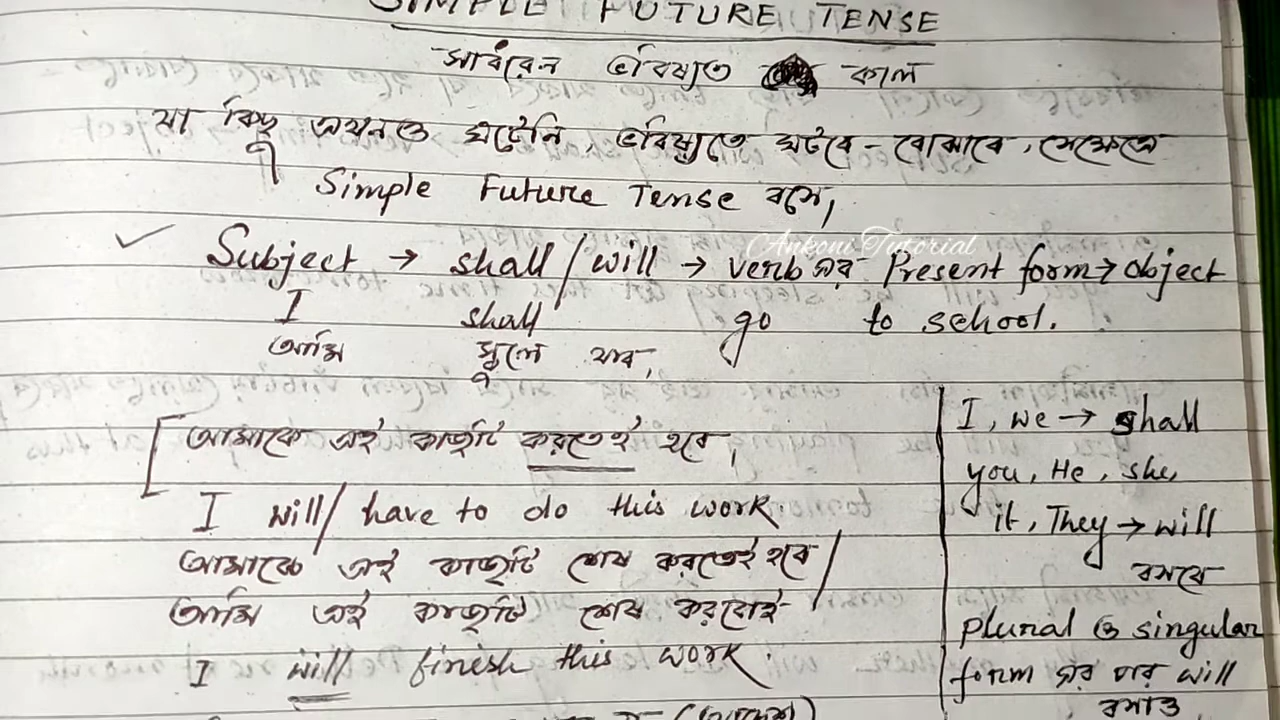 SIMPLE FUTURE TENSE
সাধারন ভবিষ্যত কাল
যা কিছু এখনও ঘটেনি, ভবিষ্যতে ঘটবে - বোঝাবে, সেক্ষেত্রে
Simple Future Tense বসে,
Ankoni Tutorial
Subject → shall / will → verb এর Present form → object
I shall go to school.
আমি স্কুলে যাব,
আমাকে এই কাজটি করতেই হবে,
I will / have to do this work
আমাকে এই কাজটি শেষ করতেই হবে /
আমি এই কাজটি শেষ করবোই-
I will finish this work.
I, we → shall
you, He, she,
it, They → will
বসবে
plural ও singular
form এর পর will
বসাও